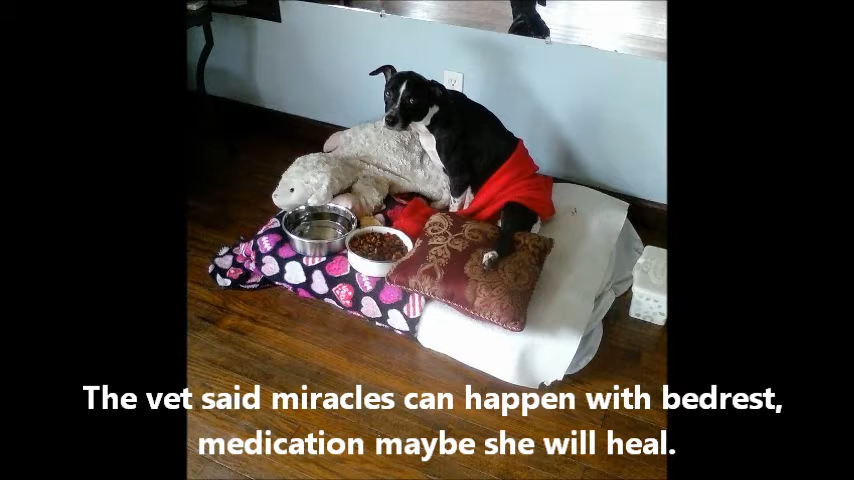 The vet said miracles can happen with bedrest,
medication maybe she will heal.